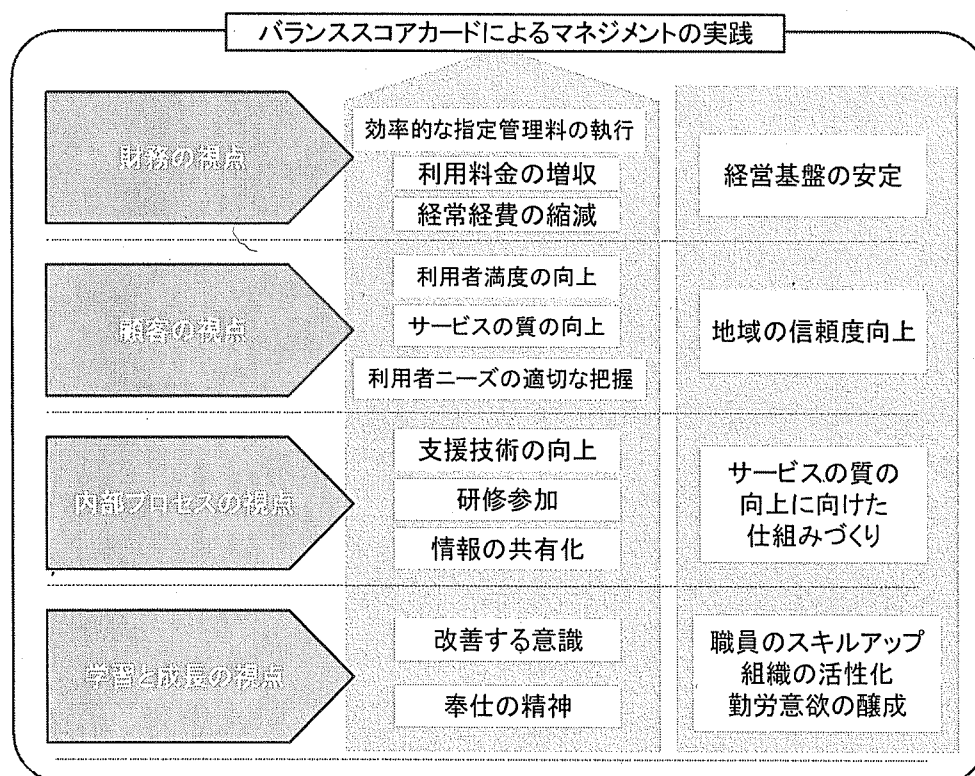 バランススコアカードによるマネジメントの実践
財務の視点
効率的な指定管理料の執行
利用料金の増収
経常経費の縮減
経営基盤の安定
顧客の視点
利用者満度の向上
サービスの質の向上
利用者ニーズの適切な把握
地域の信頼度向上
内部プロセスの視点
支援技術の向上
研修参加
情報の共有化
サービスの質の
向上に向けた
仕組みづくり
学習と成長の視点
改善する意識
奉仕の精神
職員のスキルアップ
組織の活性化
勤労意欲の醸成